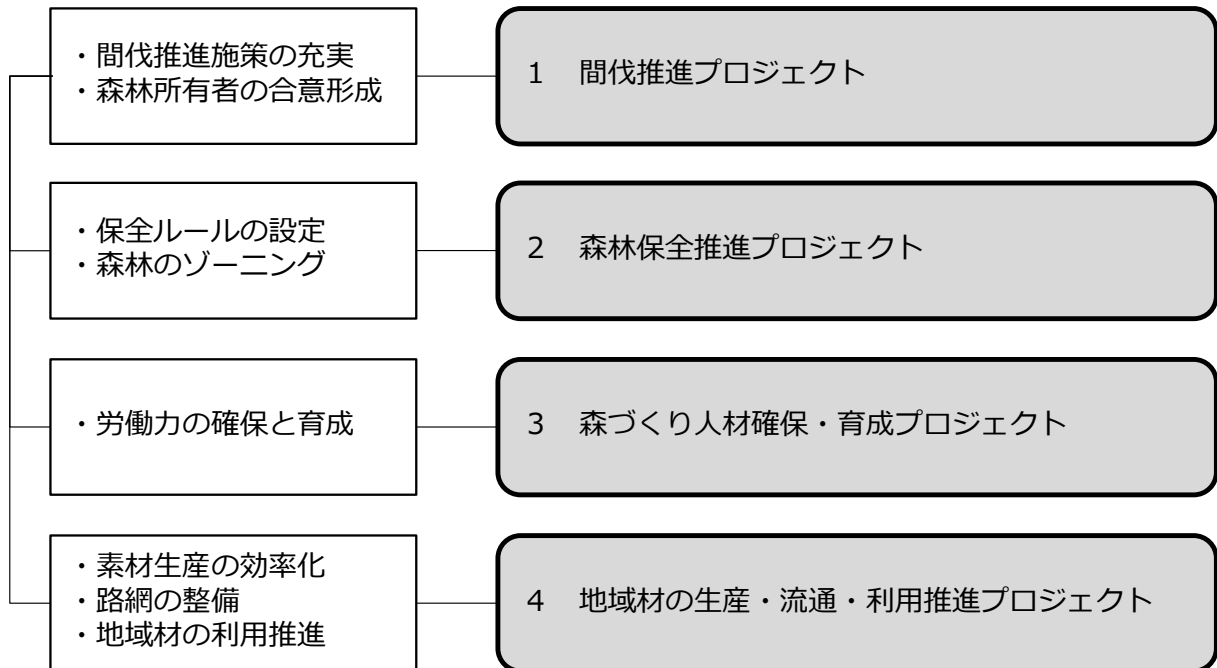 ・間伐推進施策の充実
・森林所有者の合意形成
1 間伐推進プロジェクト
・保全ルールの設定
・森林のゾーニング
2 森林保全推進プロジェクト
・労働力の確保と育成
3 森づくり人材確保・育成プロジェクト
・素材生産の効率化
・路網の整備
・地域材の利用推進
4 地域材の生産・流通・利用推進プロジェクト